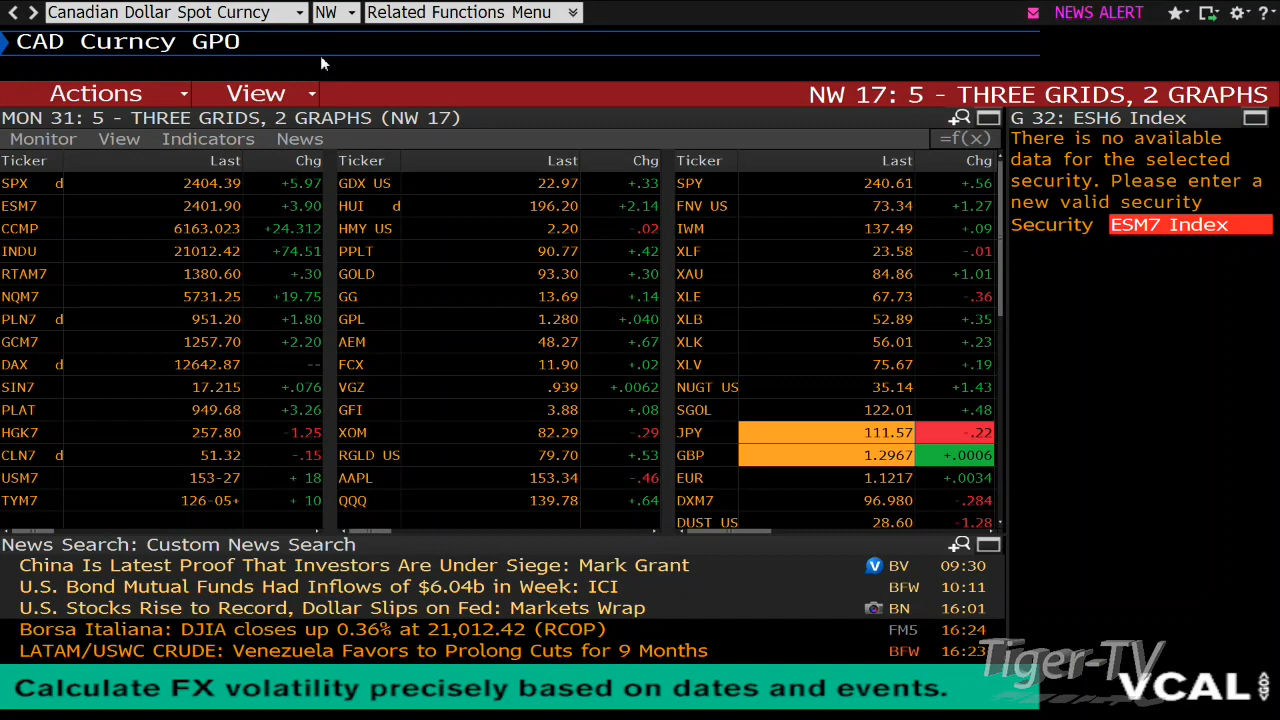 Canadian Dollar Spot Curncy NW Related Functions Menu NEWS ALERT ?
CAD Curncy GPO
Actions View NW 17: 5 - THREE GRIDS, 2 GRAPHS
MON 31: 5 - THREE GRIDS, 2 GRAPHS (NW 17)
Monitor View Indicators News =f(x)
Ticker Last Chg Ticker Last Chg Ticker Last Chg
SPX d 2404.39 +5.97 GDX US 22.97 +.33 SPY 240.61 +.56
ESM7 2401.90 +3.90 HUI d 196.20 +2.14 FNV US 73.34 +1.27
CCMP 6163.023 +24.312 HMY US 2.20 -.02 IWM 137.49 +.09
INDU 21012.42 +74.51 PPLT 90.77 +.42 XLF 23.58 -.01
RTAM7 1380.60 +.30 GOLD 93.30 +.30 XAU 84.86 +1.01
NQM7 5731.25 +19.75 GG 13.69 +.14 XLE 67.73 -.36
PLN7 d 951.20 +1.80 GPL 1.280 +.040 XLB 52.89 +.35
GCM7 1257.70 +2.20 AEM 48.27 +.67 XLK 56.01 +.23
DAX d 12642.87 -- FCX 11.90 +.02 XLV 75.67 +.19
SIN7 17.215 +.076 VGZ .939 +.0062 NUGT US 35.14 +1.43
PLAT 949.68 +3.26 GFI 3.88 +.08 SGOL 122.01 +.48
HGK7 257.80 -1.25 XOM 82.29 -.29 JPY 111.57 -.22
CLN7 d 51.32 -.15 RGLD US 79.70 +.53 GBP 1.2967 +.0006
USM7 153-27 + 18 AAPL 153.34 -.46 EUR 1.1217 +.0034
TYM7 126-05+ + 10 QQQ 139.78 +.64 DXM7 96.980 -.284
DUST US 28.60 -1.28
G 32: ESH6 Index
There is no available
data for the selected
security. Please enter a
new valid security
Security ESM7 Index
News Search: Custom News Search
China Is Latest Proof That Investors Are Under Siege: Mark Grant V BV 09:30
U.S. Bond Mutual Funds Had Inflows of $6.04b in Week: ICI BFW 10:11
U.S. Stocks Rise to Record, Dollar Slips on Fed: Markets Wrap BN 16:01
Borsa Italiana: DJIA closes up 0.36% at 21,012.42 (RCOP) FM5 16:24
LATAM/USWC CRUDE: Venezuela Favors to Prolong Cuts for 9 Months BFW 16:23
Tiger-TV
Calculate FX volatility precisely based on dates and events. VCAL